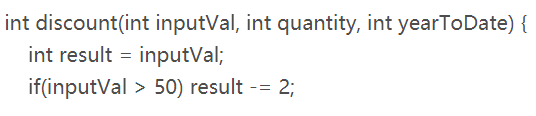 int discount(int inputVal, int quantity, int yearToDate) {
int result = inputVal;
if(inputVal > 50) result -= 2;